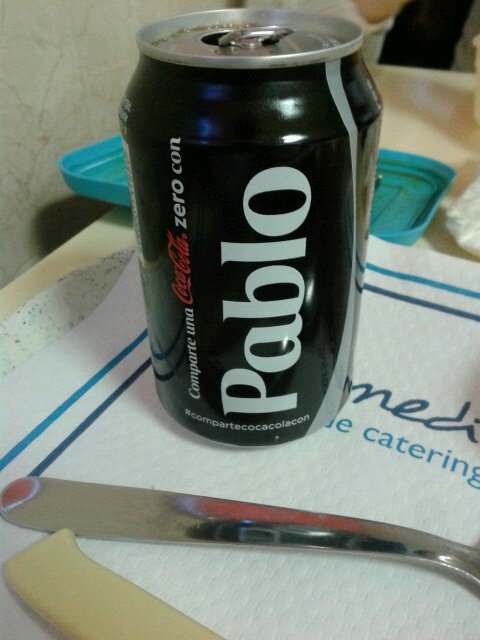 Comparte una Coca-Cola zero con
Pablo
#compartecocacolacon
medi
de catering